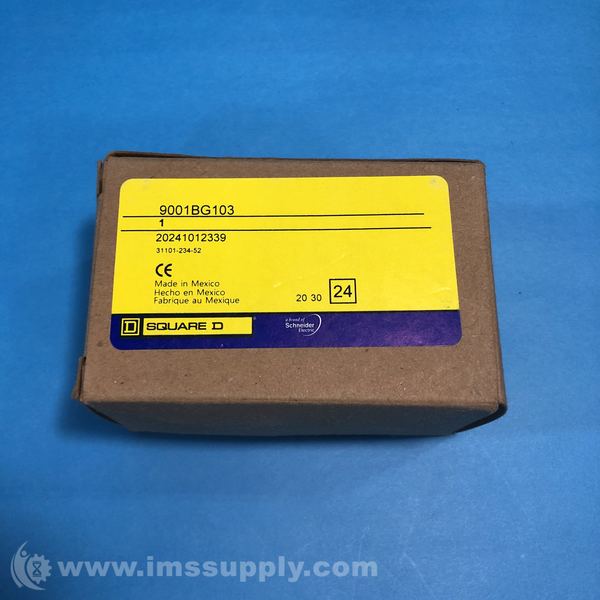 9001BG103
1
20241012339
31101-234-52
CE
Made in Mexico
Hecho en Mexico
Fabrique au Mexique
20 30 24
D SQUARE D
a brand of
Schneider
Electric
www.imssupply.com